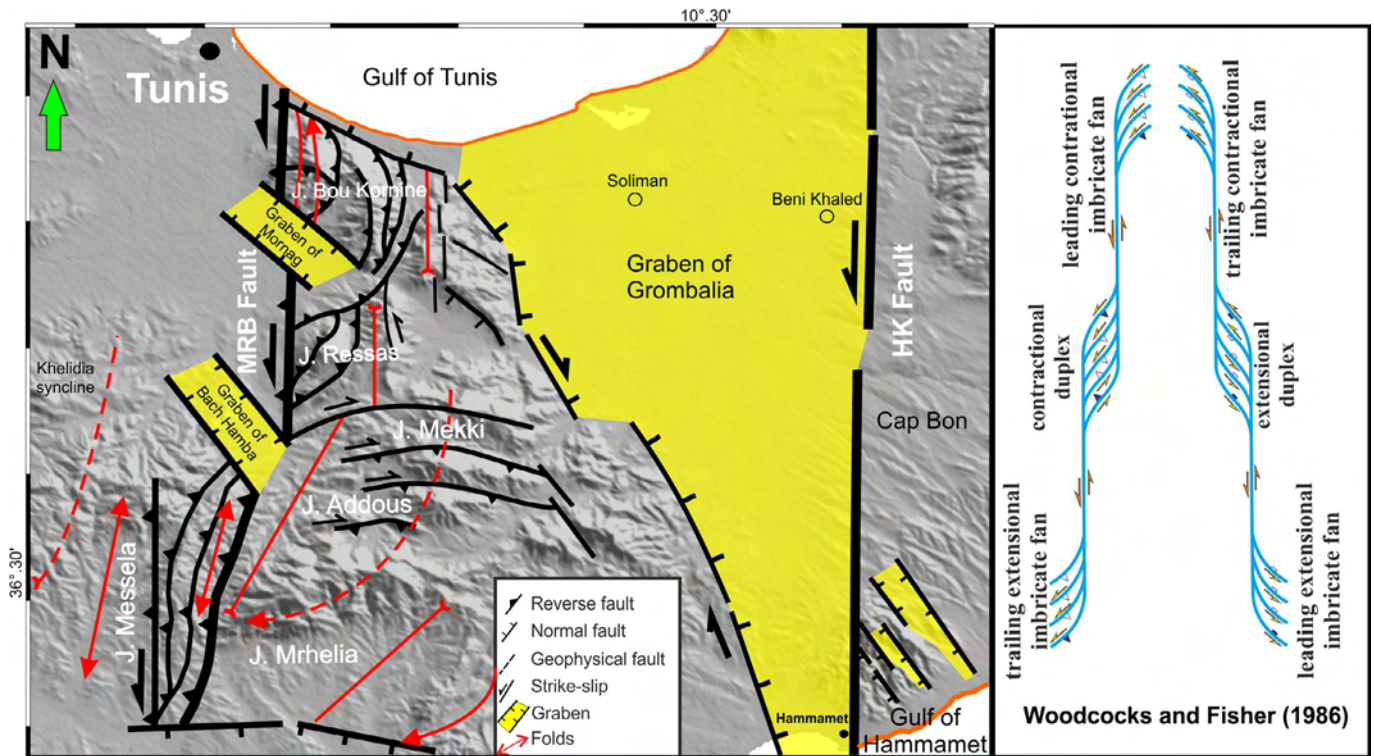 10°.30'
N
Tunis
Gulf of Tunis
J. Bou Kornine
Soliman
Beni Khaled
Graben of
Mornag
Graben of
Grombalia
MRB Fault
HK Fault
J. Ressas
Khelidia
syncline
Graben of
Bach Hamba
J. Mekki
Cap Bon
J. Addous
36°.30'
J. Messela
J. Mrhelia
Reverse fault
Normal fault
Geophysical fault
Strike-slip
Graben
Folds
Hammamet
Gulf of
Hammamet
leading contrational
imbricate fan
trailing contractional
imbricate fan
contractional
duplex
extensional
duplex
trailing extensional
imbricate fan
leading extensional
imbricate fan
Woodcocks and Fisher (1986)